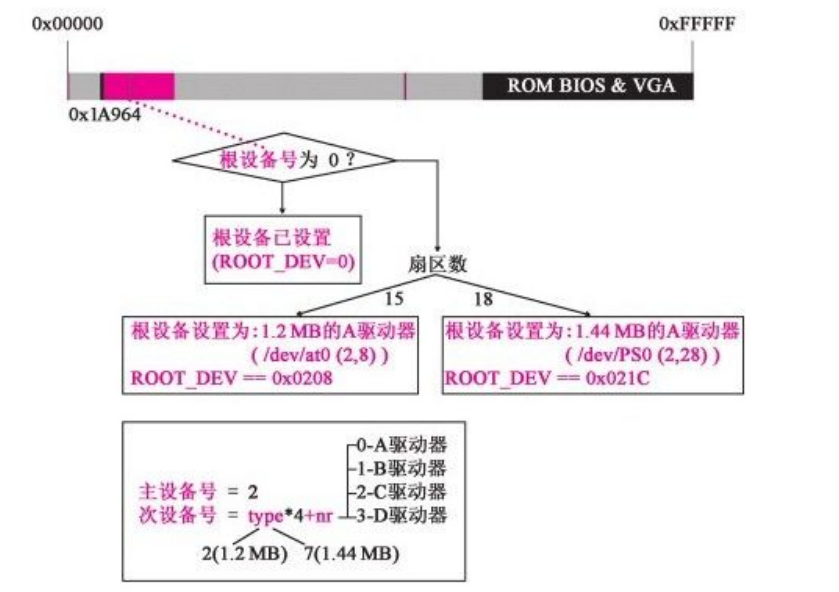 0x00000
0xFFFFF
ROM BIOS & VGA
0x1A964
根设备号为 0 ?
根设备已设置
(ROOT_DEV=0)
扇区数
15
18
根设备设置为:1.2 MB的A驱动器
( /dev/at0 (2,8) )
ROOT_DEV == 0x0208
根设备设置为:1.44 MB的A驱动器
( /dev/PS0 (2,28) )
ROOT_DEV == 0x021C
0-A驱动器
1-B驱动器
主设备号 = 2
2-C驱动器
次设备号 = type*4+nr
3-D驱动器
2(1.2 MB)
7(1.44 MB)